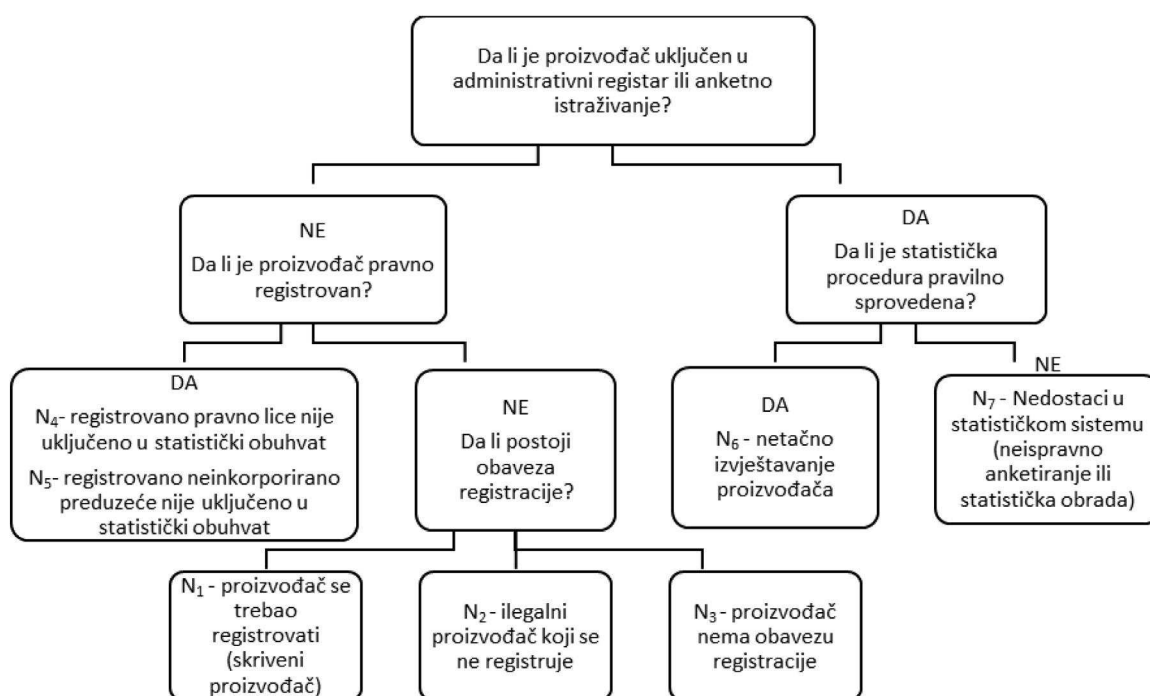 Da li je proizvođač uključen u
administrativni registar ili anketno
istraživanje?
NE
Da li je proizvođač pravno
registrovan?
DA
Da li je statistička
procedura pravilno
sprovedena?
DA
N₄- registrovano pravno lice nije
uključeno u statistički obuhvat
N₅- registrovano neinkorporirano
preduzeće nije uključeno u
statistički obuhvat
NE
Da li postoji
obaveza
registracije?
DA
N₆ - netačno
izvještavanje
proizvođača
NE
N₇ - Nedostaci u
statističkom sistemu
(neispravno
anketiranje ili
statistička obrada)
N₁ - proizvođač se
trebao
registrovati
(skriveni
proizvođač)
N₂ - ilegalni
proizvođač koji se
ne registruje
N₃ - proizvođač
nema obavezu
registracije